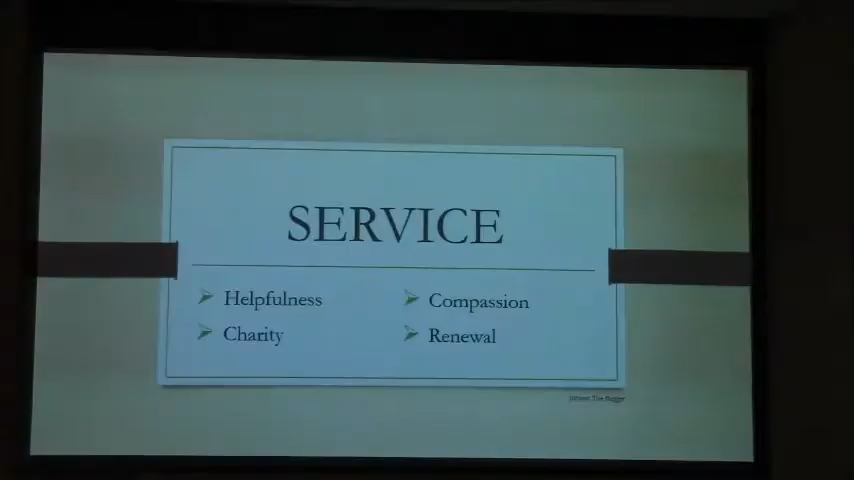 SERVICE
Helpfulness
Charity
Compassion
Renewal